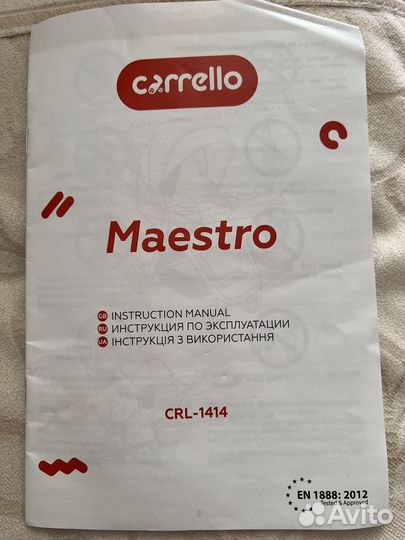 carrello
Maestro
GB INSTRUCTION MANUAL
RU ИНСТРУКЦИЯ ПО ЭКСПЛУАТАЦИИ
UA ІНСТРУКЦІЯ З ВИКОРИСТАННЯ
CRL-1414
EN 1888: 2012
Tested & Approved
Avito